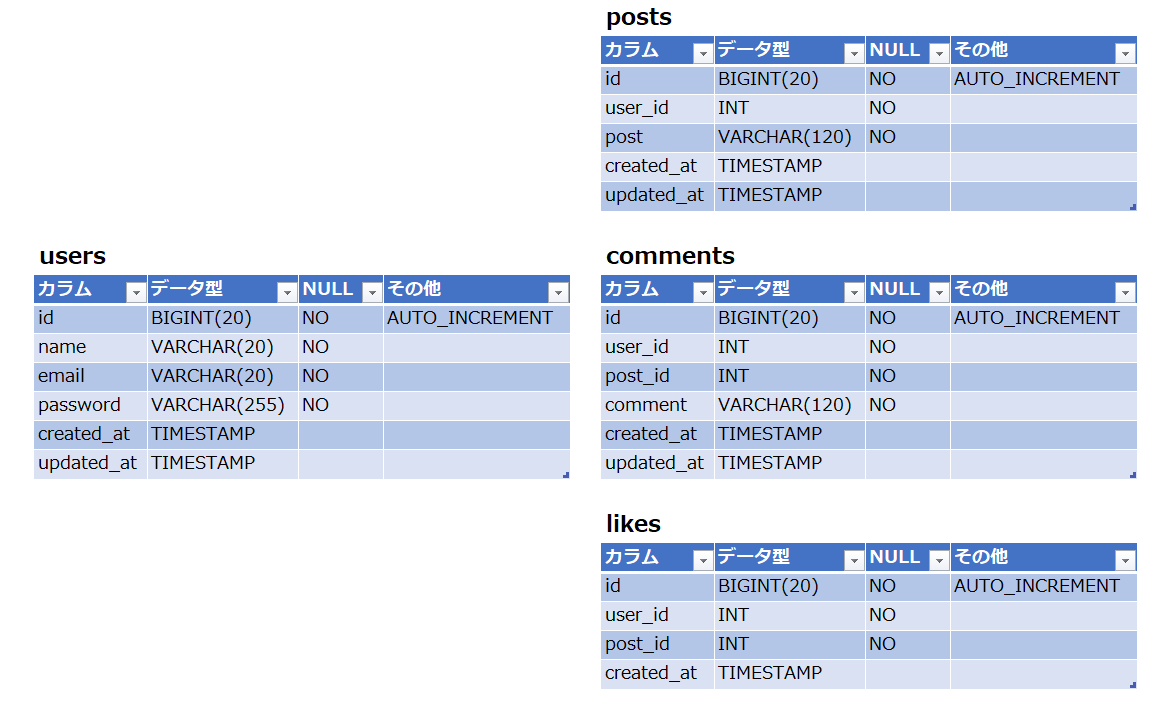 posts
カラム データ型 NULL その他
id BIGINT(20) NO AUTO_INCREMENT
user_id INT NO
post VARCHAR(120) NO
created_at TIMESTAMP
updated_at TIMESTAMP
users
カラム データ型 NULL その他
id BIGINT(20) NO AUTO_INCREMENT
name VARCHAR(20) NO
email VARCHAR(20) NO
password VARCHAR(255) NO
created_at TIMESTAMP
updated_at TIMESTAMP
comments
カラム データ型 NULL その他
id BIGINT(20) NO AUTO_INCREMENT
user_id INT NO
post_id INT NO
comment VARCHAR(120) NO
created_at TIMESTAMP
updated_at TIMESTAMP
likes
カラム データ型 NULL その他
id BIGINT(20) NO AUTO_INCREMENT
user_id INT NO
post_id INT NO
created_at TIMESTAMP